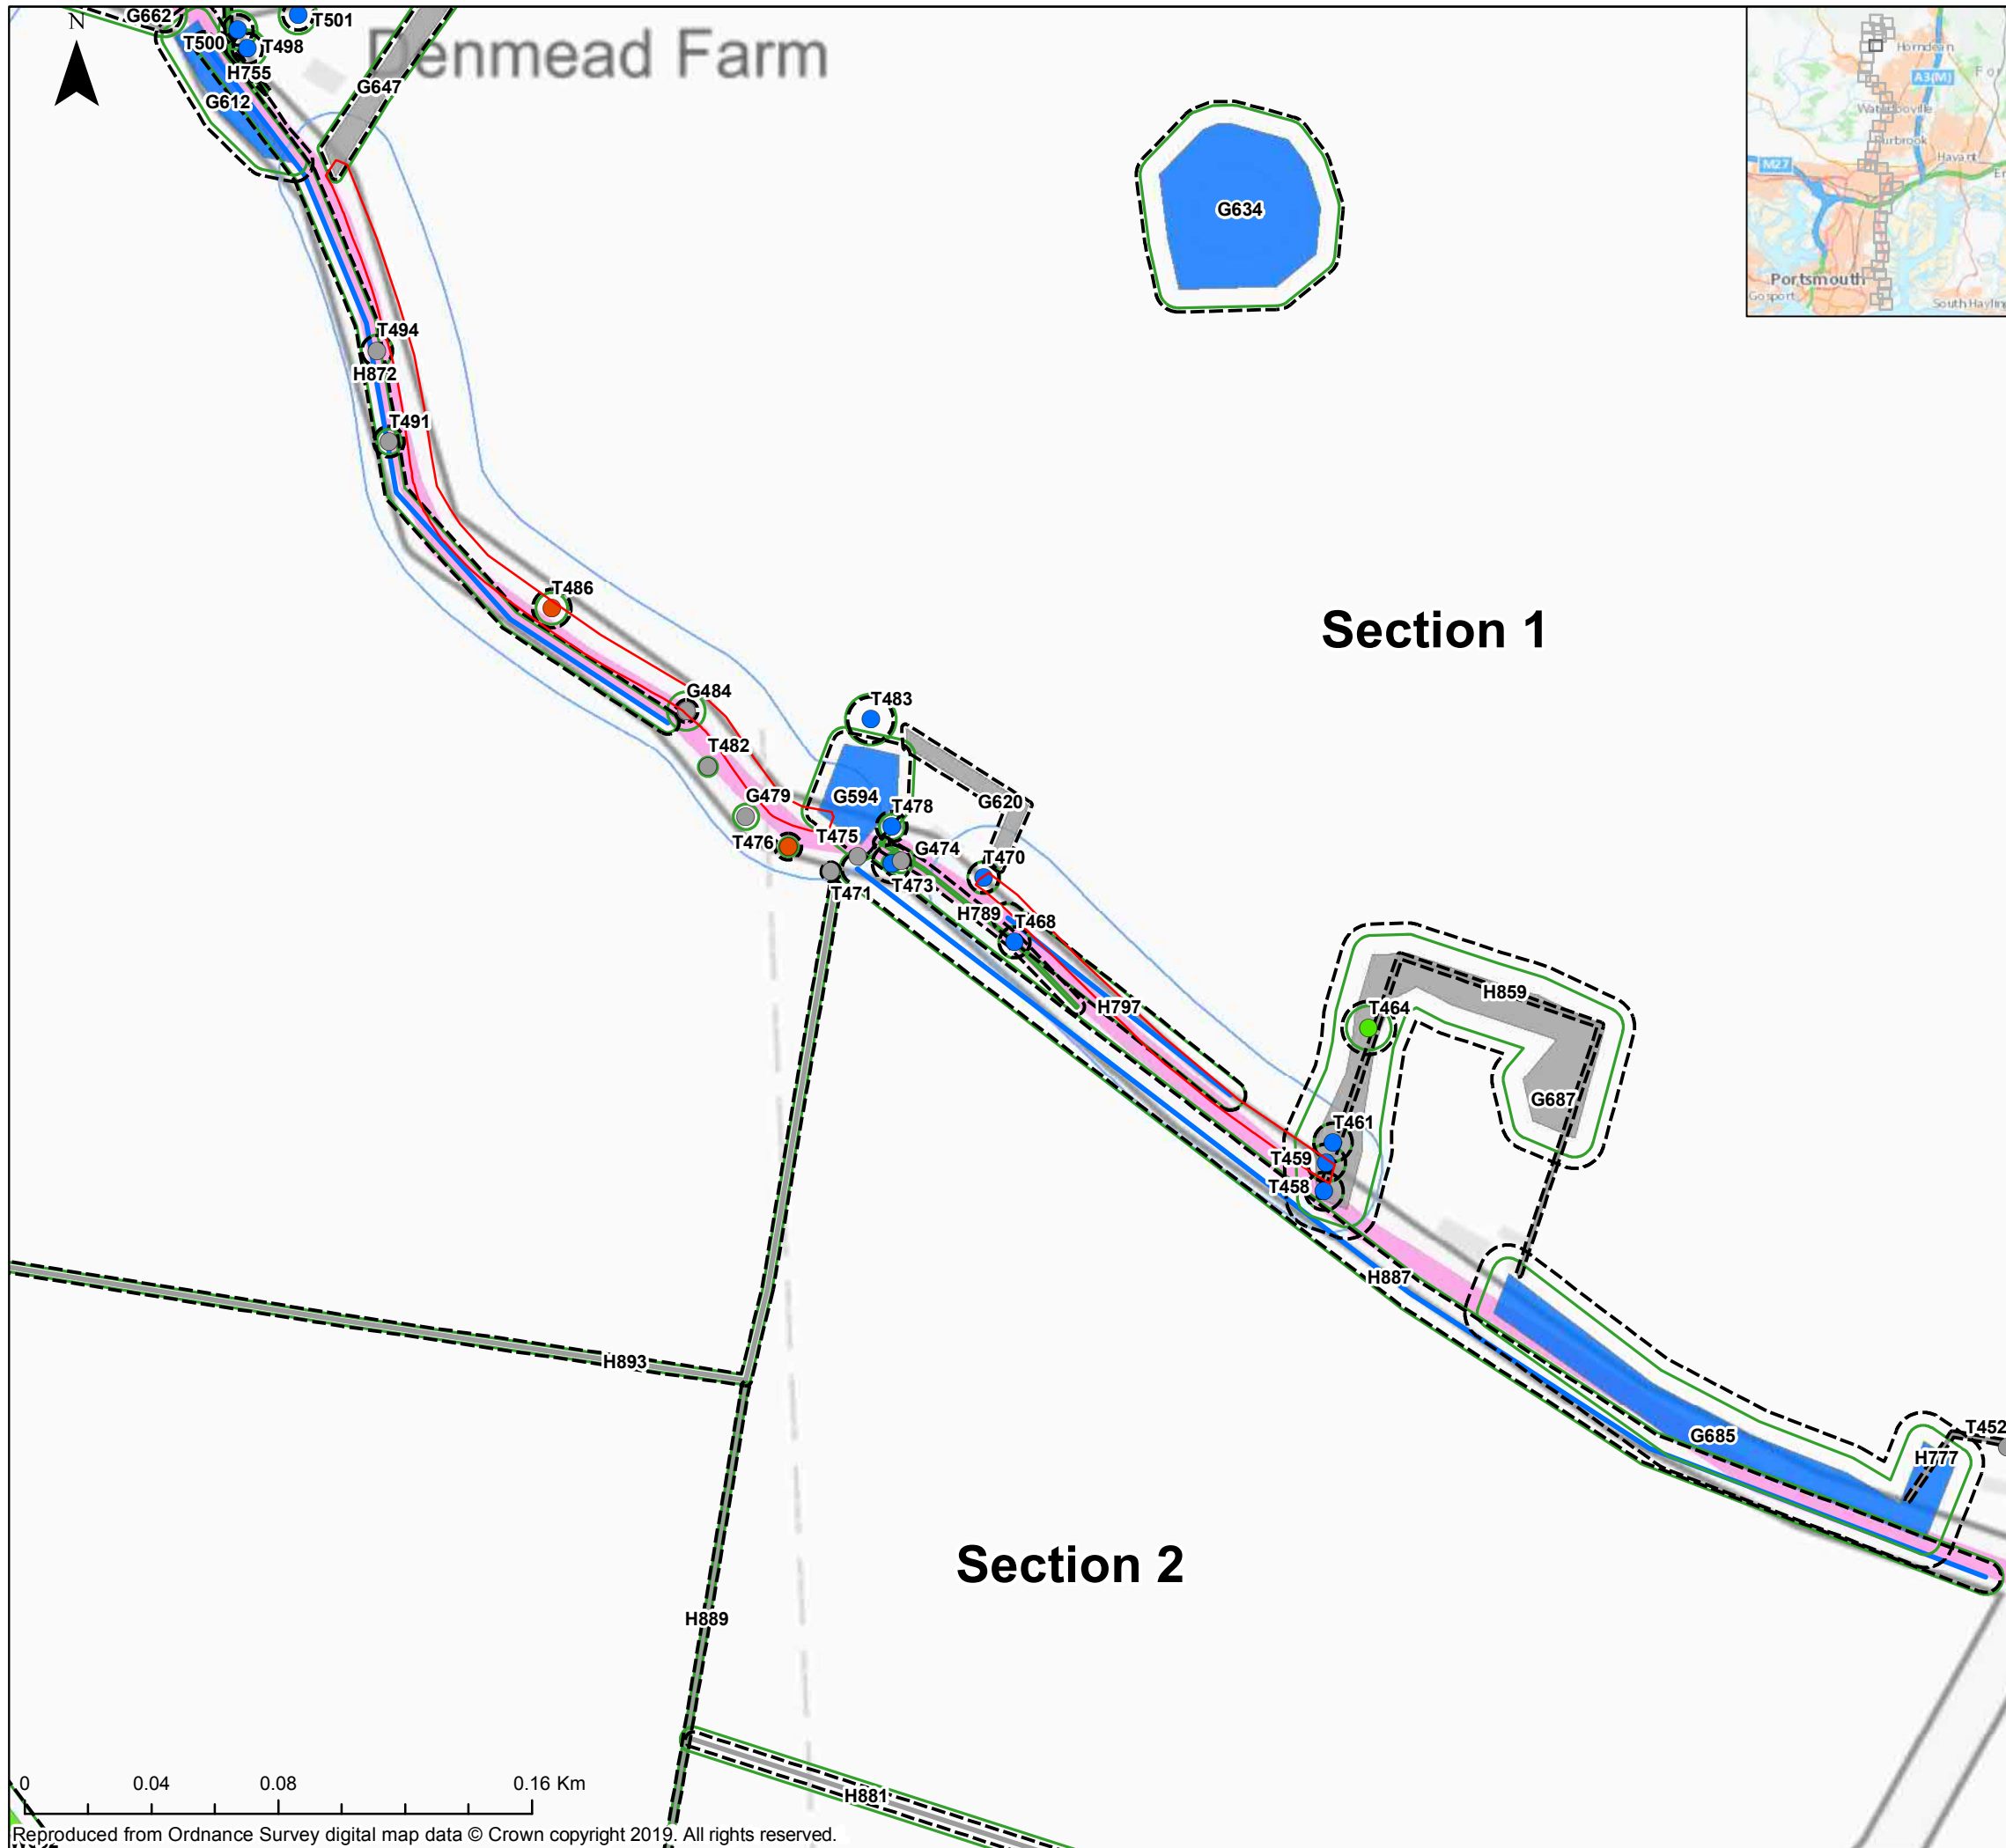 G662
T500
T498
T501
H755
G612
G647
Denmead Farm
N
G634
Horndean
A3(M)
Waterlooville
Purbrook
M27
Havant
Portsmouth
Gosport
South Hayling
T494
H872
T491
T486
Section 1
G484
T483
T482
G479
G594
T478
G620
T476
T475
G474
T470
T473
T471
H789
T468
H797
H859
T464
G687
T461
T459
T458
H887
H893
G685
T452
H777
Section 2
H889
H881
0 0.04 0.08 0.16 Km
Reproduced from Ordnance Survey digital map data © Crown copyright 2019. All rights reserved.